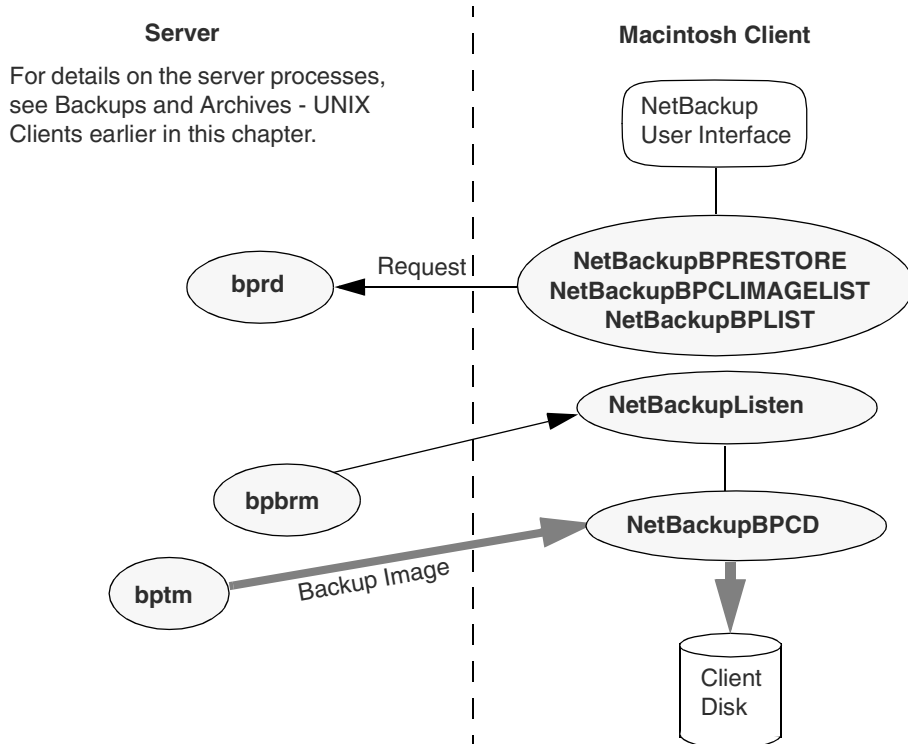 Server
For details on the server processes,
see Backups and Archives - UNIX
Clients earlier in this chapter.
Macintosh Client
NetBackup
User Interface
NetBackupBPRESTORE
NetBackupBPCLIMAGELIST
NetBackupBPLIST
Request
bprd
NetBackupListen
bpbrm
NetBackupBPCD
Backup Image
bptm
Client
Disk